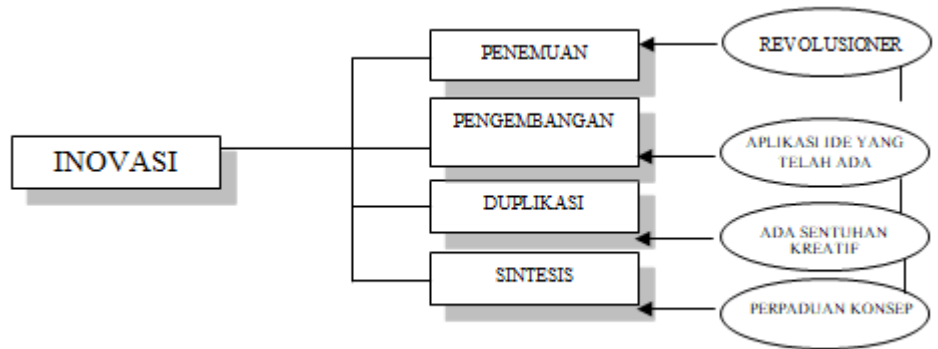 PENEMUAN
REVOLUSIONER
PENGEMBANGAN
APLIKASI IDE YANG
TELAH ADA
INOVASI
DUPLIKASI
ADA SENTUHAN
KREATIF
SINTESIS
PERPADUAN KONSEP